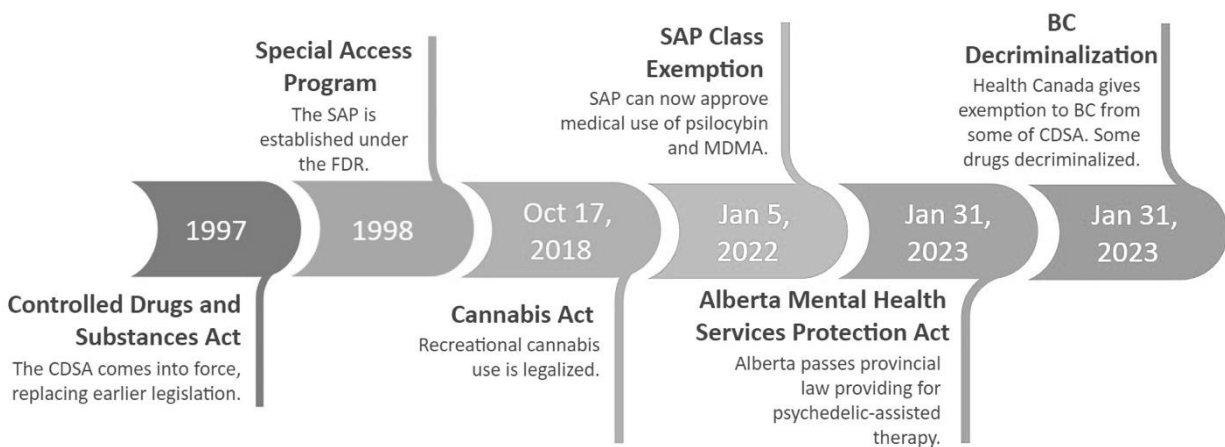 1997
Controlled Drugs and
Substances Act
The CDSA comes into force,
replacing earlier legislation.
Special Access
Program
The SAP is
established under
the FDR.
1998
Oct 17,
2018
Cannabis Act
Recreational cannabis
use is legalized.
SAP Class
Exemption
SAP can now approve
medical use of psilocybin
and MDMA.
Jan 5,
2022
Jan 31,
2023
Alberta Mental Health
Services Protection Act
Alberta passes provincial
law providing for
psychedelic-assisted
therapy.
BC
Decriminalization
Health Canada gives
exemption to BC from
some of CDSA. Some
drugs decriminalized.
Jan 31,
2023